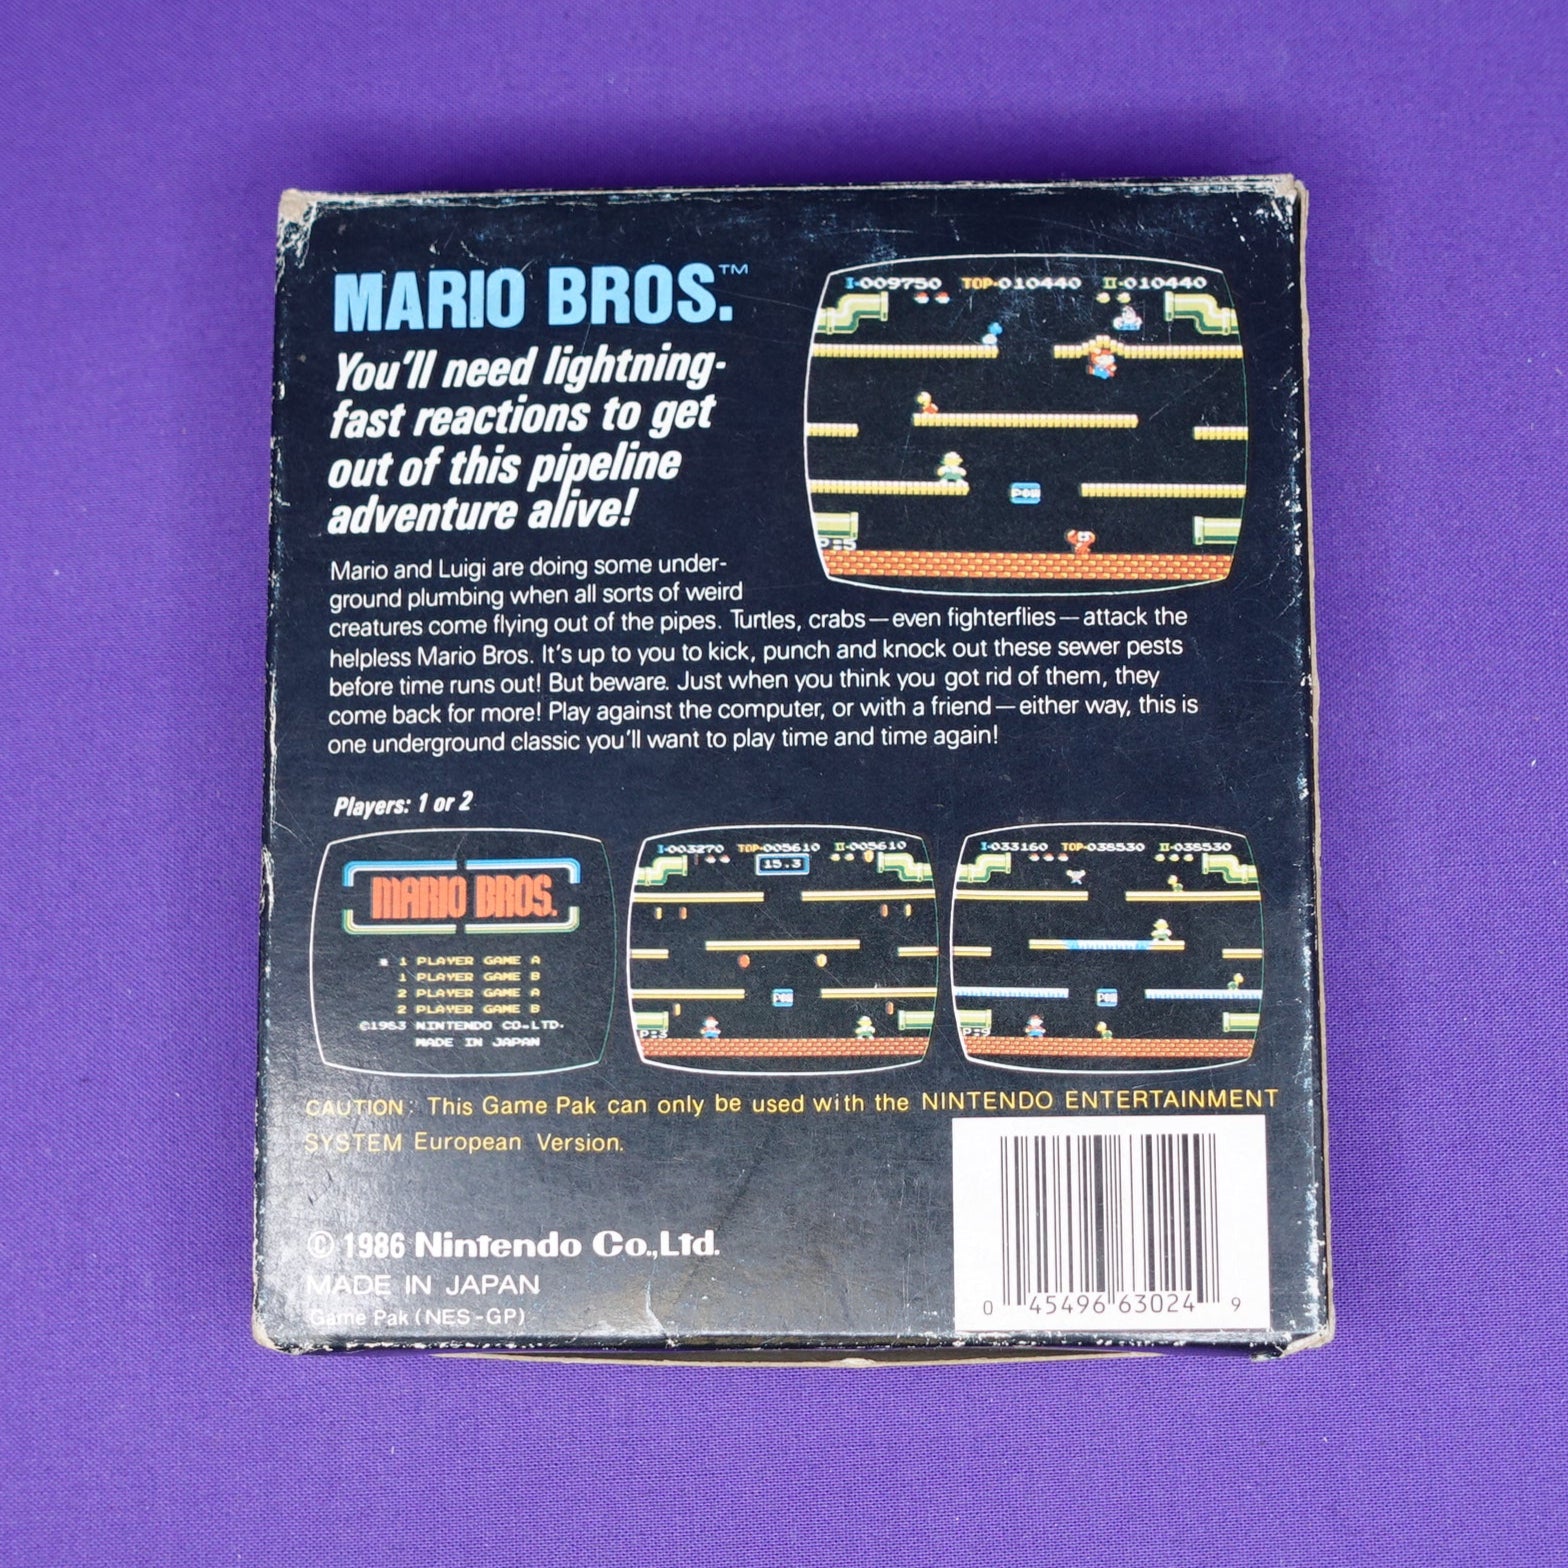 MARIO BROS.™
You'll need lightning-
fast reactions to get
out of this pipeline
adventure alive!
I-009750 TOP-010440 II-010440
POW
P=5
Mario and Luigi are doing some under-
ground plumbing when all sorts of weird
creatures come flying out of the pipes. Turtles, crabs—even fighterflies—attack the
helpless Mario Bros. It's up to you to kick, punch and knock out these sewer pests
before time runs out! But beware. Just when you think you got rid of them, they
come back for more! Play against the computer, or with a friend—either way, this is
one underground classic you'll want to play time and time again!
Players: 1 or 2
MARIO BROS.
1 PLAYER GAME A
1 PLAYER GAME B
2 PLAYER GAME A
2 PLAYER GAME B
©1983 NINTENDO CO.,LTD.
MADE IN JAPAN
I-003270 TOP-005610 II-005610
15.3
POW
P=3
I-033160 TOP-038530 II-038530
POW
P=5
CAUTION: This Game Pak can only be used with the NINTENDO ENTERTAINMENT
SYSTEM European Version.
© 1986 Nintendo Co.,Ltd.
MADE IN JAPAN
Game Pak (NES-GP)
0 45496 63024 9